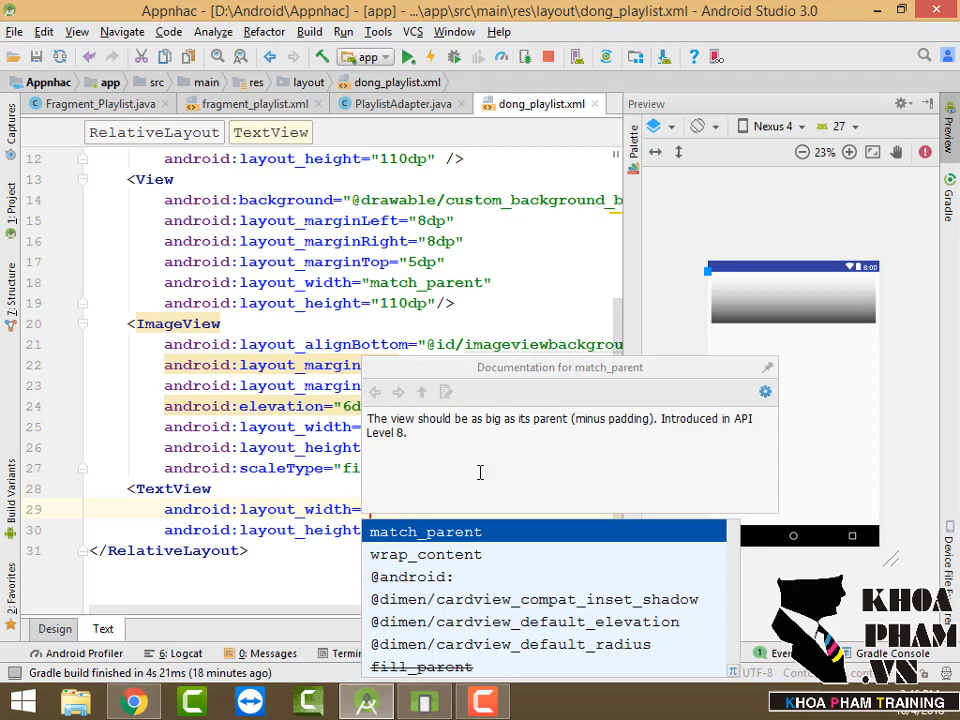 Appnhac - [D:\Android\Appnhac] - [app] - ...\app\src\main\res\layout\dong_playlist.xml - Android Studio 3.0
File Edit View Navigate Code Analyze Refactor Build Run Tools VCS Window Help
app
Appnhac app src main res layout dong_playlist.xml
Fragment_Playlist.java fragment_playlist.xml PlaylistAdapter.java dong_playlist.xml Preview
RelativeLayout TextView
Nexus 4 27
23%
Captures
1: Project
7: Structure
Build Variants
2: Favorites
Palette
Preview
Gradle
8:00
12 android:layout_height="110dp" />
13 <View
14 android:background="@drawable/custom_background_b
15 android:layout_marginLeft="8dp"
16 android:layout_marginRight="8dp"
17 android:layout_marginTop="5dp"
18 android:layout_width="match_parent"
19 android:layout_height="110dp"/>
20 <ImageView
21 android:layout_alignBottom="@id/imageviewbackgrou
22 android:layout_margin
23 android:layout_margin
24 android:elevation="6d
25 android:layout_width=
26 android:layout_height
27 android:scaleType="fi
28 <TextView
29 android:layout_width=
30 android:layout_height
31 </RelativeLayout>
Documentation for match_parent
The view should be as big as its parent (minus padding). Introduced in API
Level 8.
match_parent
wrap_content
@android:
@dimen/cardview_compat_inset_shadow
@dimen/cardview_default_elevation
@dimen/cardview_default_radius
fill_parent
π
Design Text
Android Profiler 6: Logcat 0: Messages Termi
1 Even Gradle Console
Gradle build finished in 4s 21ms (18 minutes ago)
UTF-8
KHOA
PHAM
.VN
KHOA PHAM TRAINING